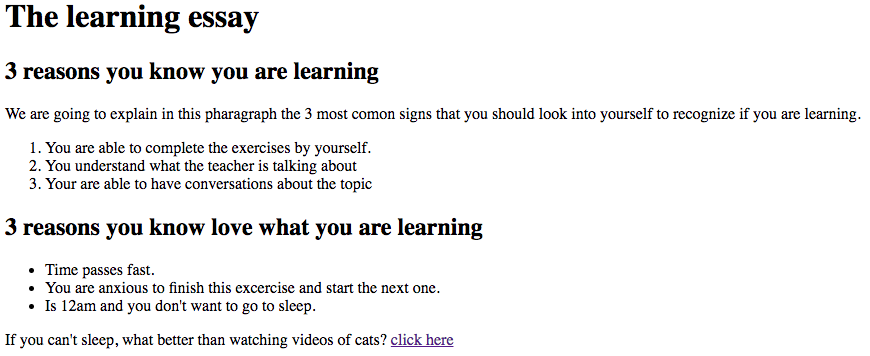 The learning essay
3 reasons you know you are learning
We are going to explain in this pharagraph the 3 most comon signs that you should look into yourself to recognize if you are learning.
1. You are able to complete the exercises by yourself.
2. You understand what the teacher is talking about
3. Your are able to have conversations about the topic
3 reasons you know love what you are learning
• Time passes fast.
• You are anxious to finish this excercise and start the next one.
• Is 12am and you don't want to go to sleep.
If you can't sleep, what better than watching videos of cats? click here